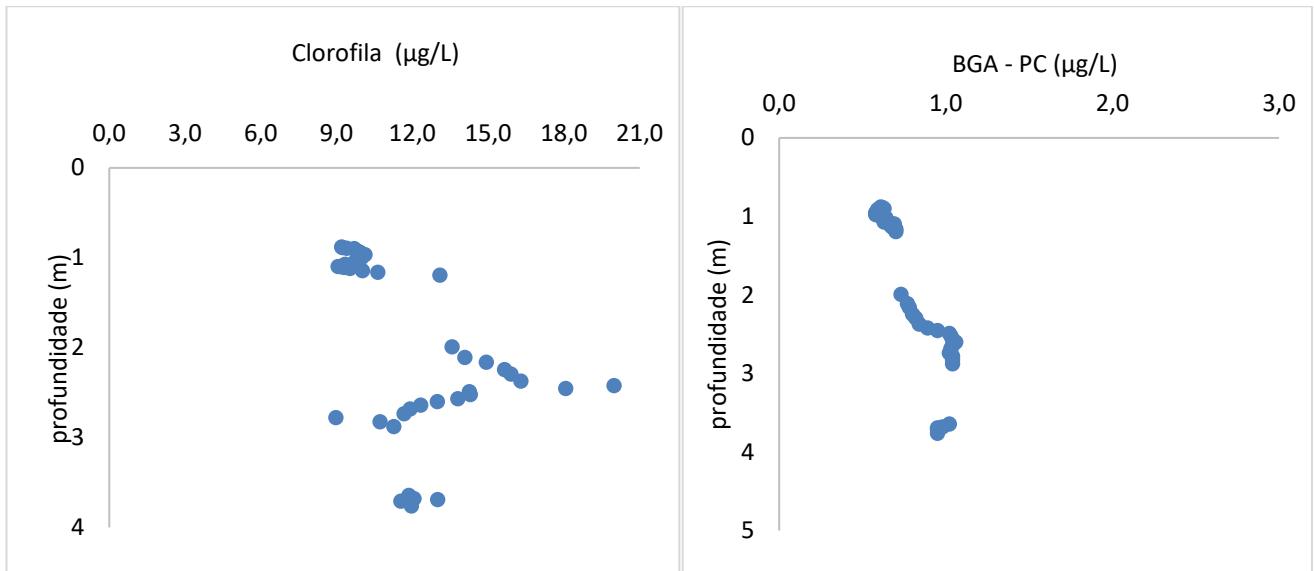 Clorofila (µg/L)
0,0 3,0 6,0 9,0 12,0 15,0 18,0 21,0
0
1
2
3
4
profundidade (m)
BGA - PC (µg/L)
0,0 1,0 2,0 3,0
0
1
2
3
4
5
profundidade (m)